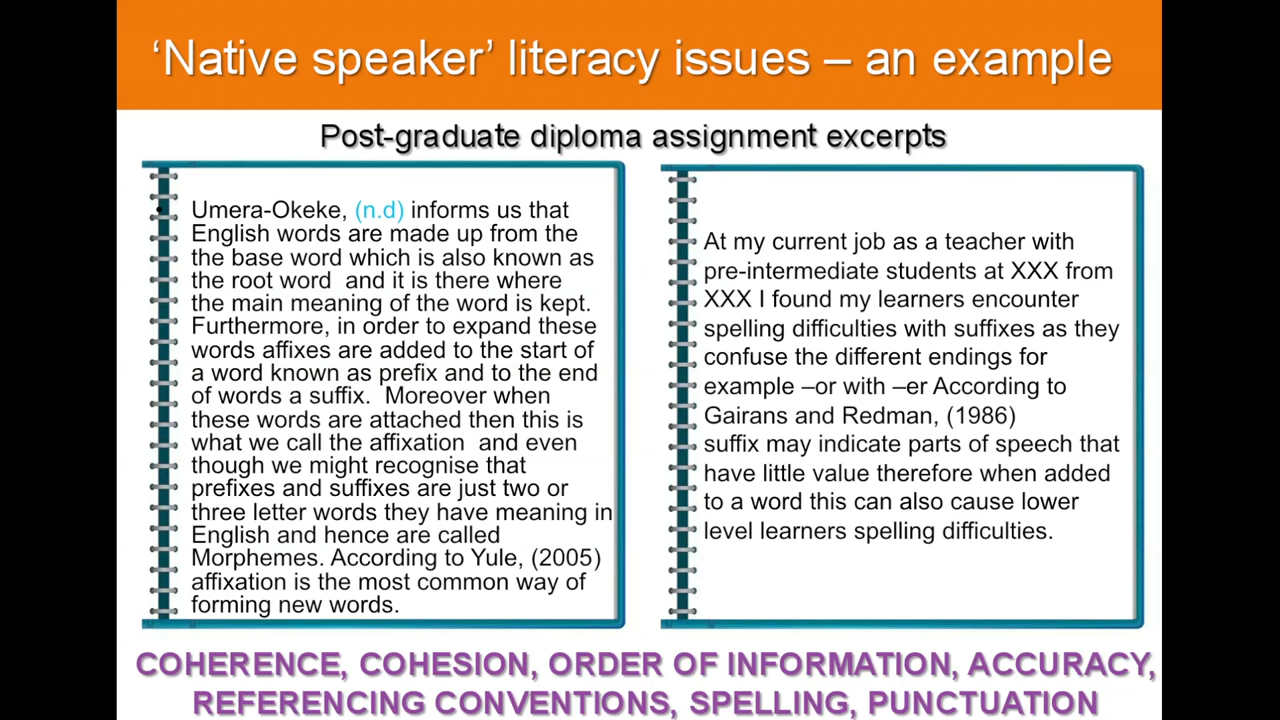 ‘Native speaker’ literacy issues – an example
Post-graduate diploma assignment excerpts
• Umera-Okeke, (n.d) informs us that
English words are made up from the
the base word which is also known as
the root word and it is there where
the main meaning of the word is kept.
Furthermore, in order to expand these
words affixes are added to the start of
a word known as prefix and to the end
of words a suffix. Moreover when
these words are attached then this is
what we call the affixation and even
though we might recognise that
prefixes and suffixes are just two or
three letter words they have meaning in
English and hence are called
Morphemes. According to Yule, (2005)
affixation is the most common way of
forming new words.
At my current job as a teacher with
pre-intermediate students at XXX from
XXX I found my learners encounter
spelling difficulties with suffixes as they
confuse the different endings for
example –or with –er According to
Gairans and Redman, (1986)
suffix may indicate parts of speech that
have little value therefore when added
to a word this can also cause lower
level learners spelling difficulties.
COHERENCE, COHESION, ORDER OF INFORMATION, ACCURACY,
REFERENCING CONVENTIONS, SPELLING, PUNCTUATION